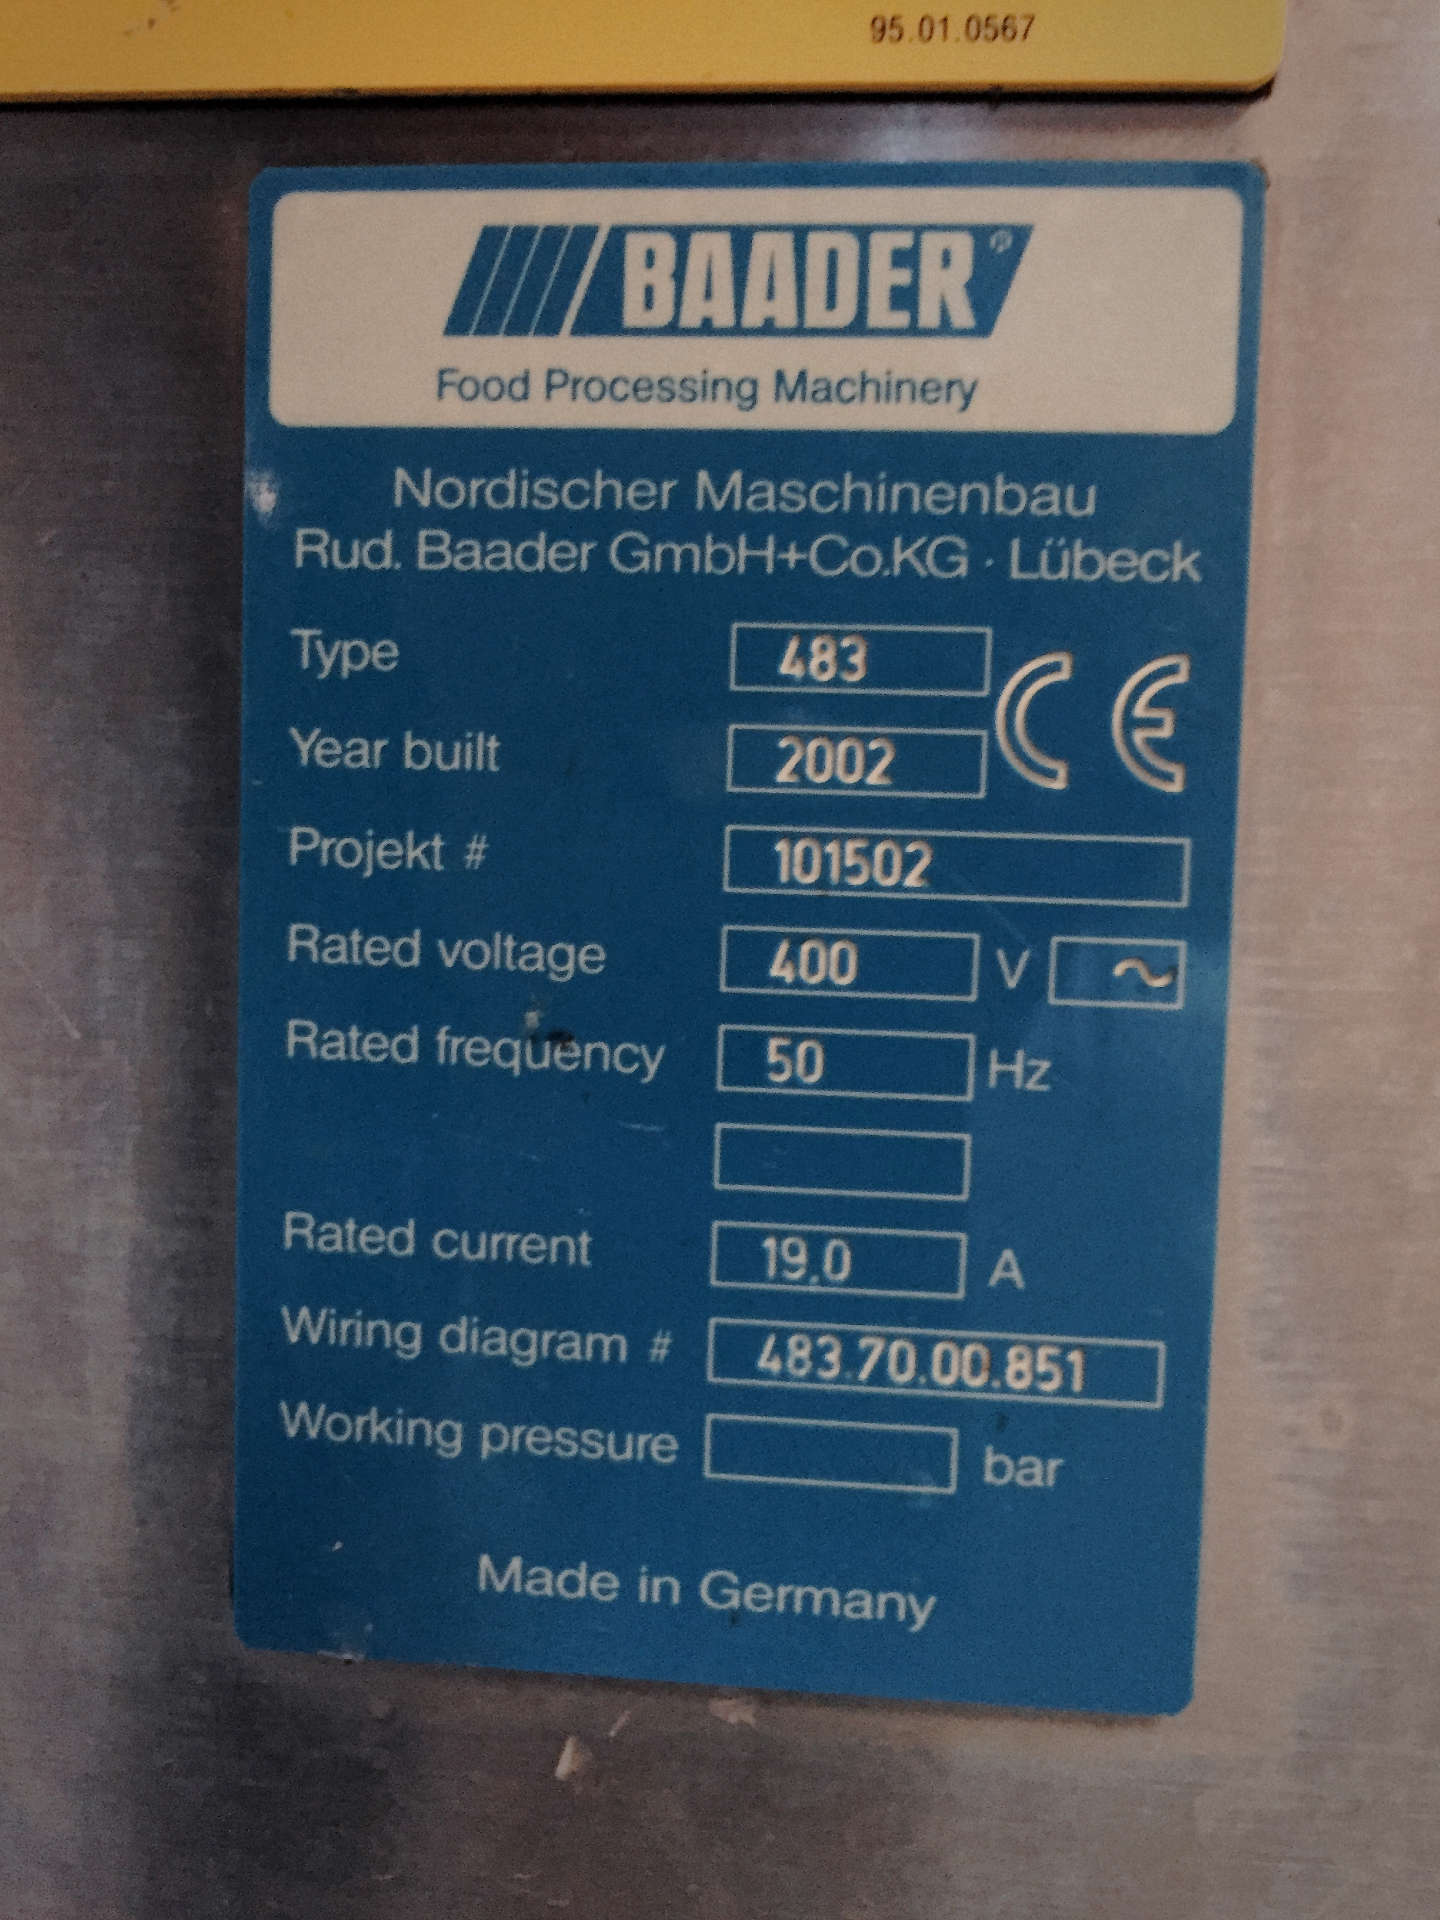 95.01.0567
BAADER®
Food Processing Machinery
Nordischer Maschinenbau
Rud. Baader GmbH+Co.KG · Lübeck
Type 483 CE
Year built 2002
Projekt # 101502
Rated voltage 400 V ~
Rated frequency 50 Hz
Rated current 19,0 A
Wiring diagram # 483.70.00.851
Working pressure bar
Made in Germany